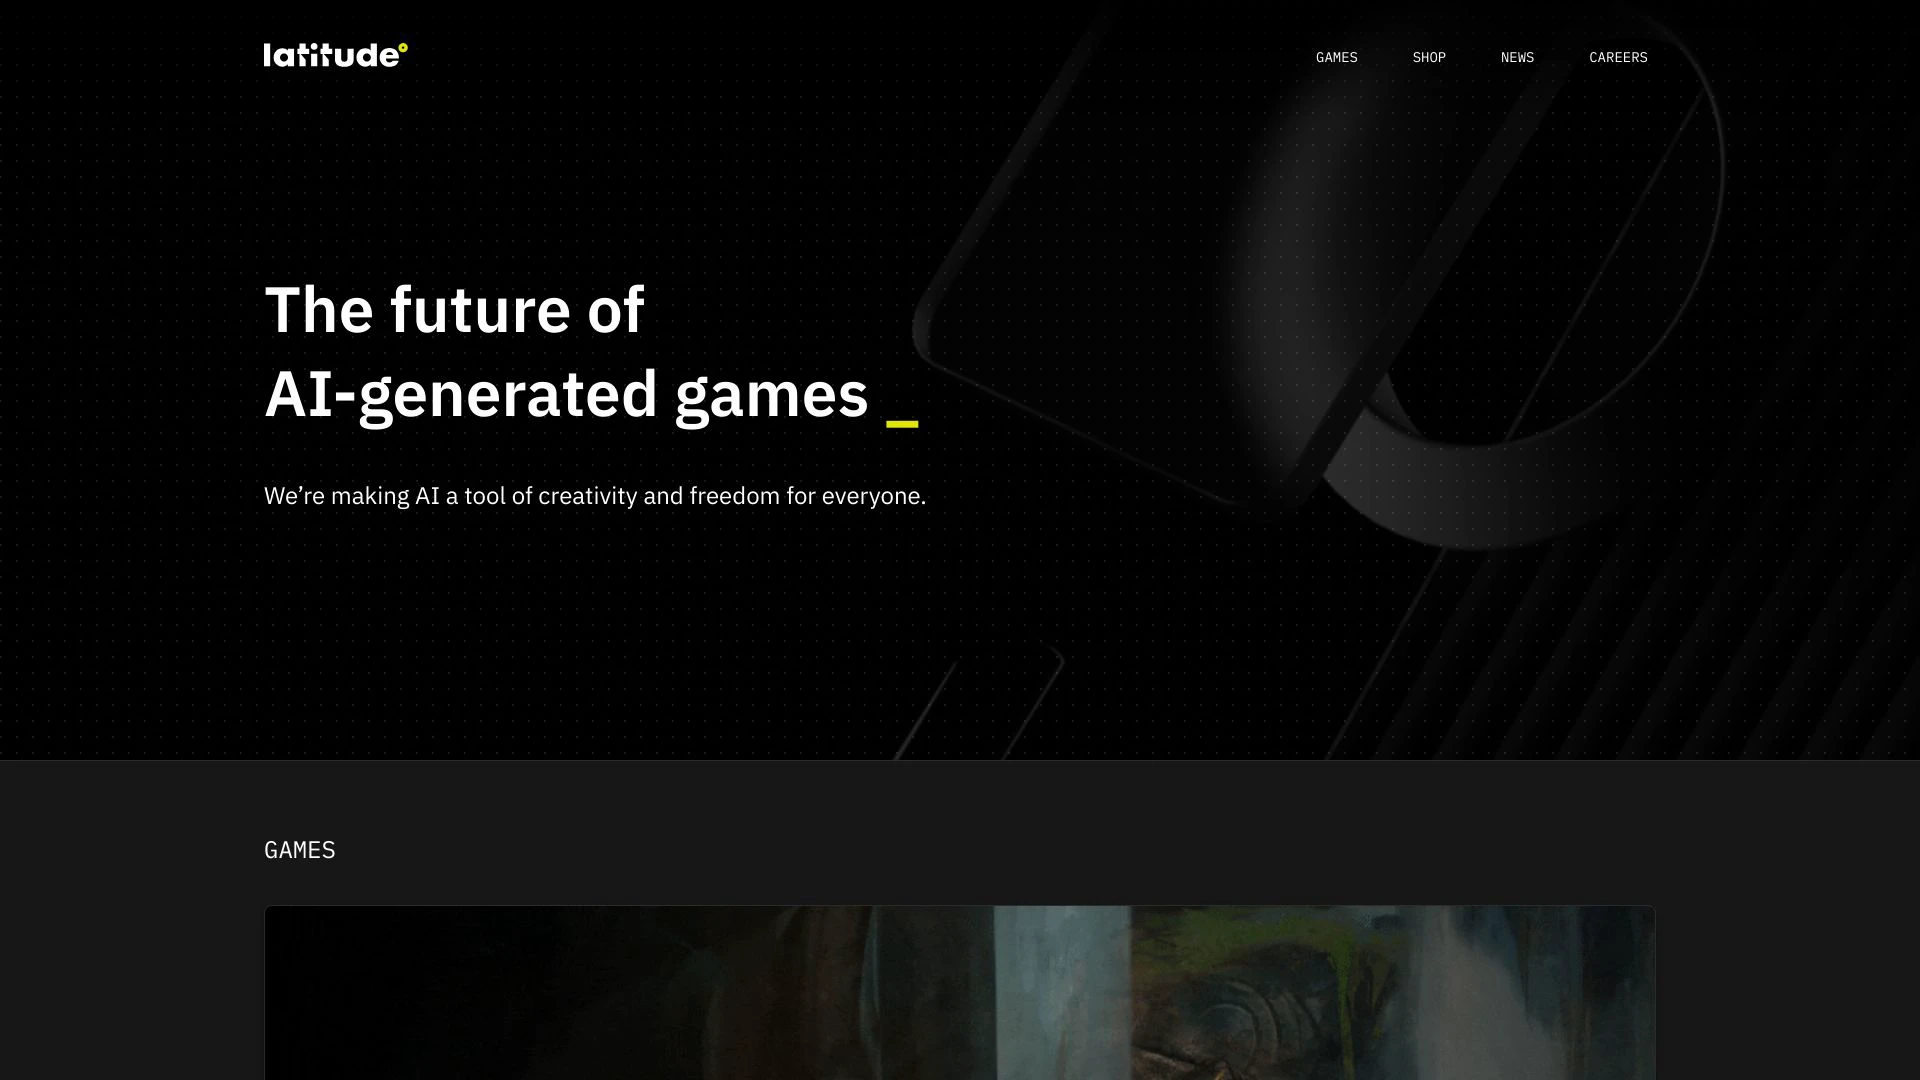 latitude
GAMES SHOP NEWS CAREERS
The future of
AI-generated games _
We’re making AI a tool of creativity and freedom for everyone.
GAMES